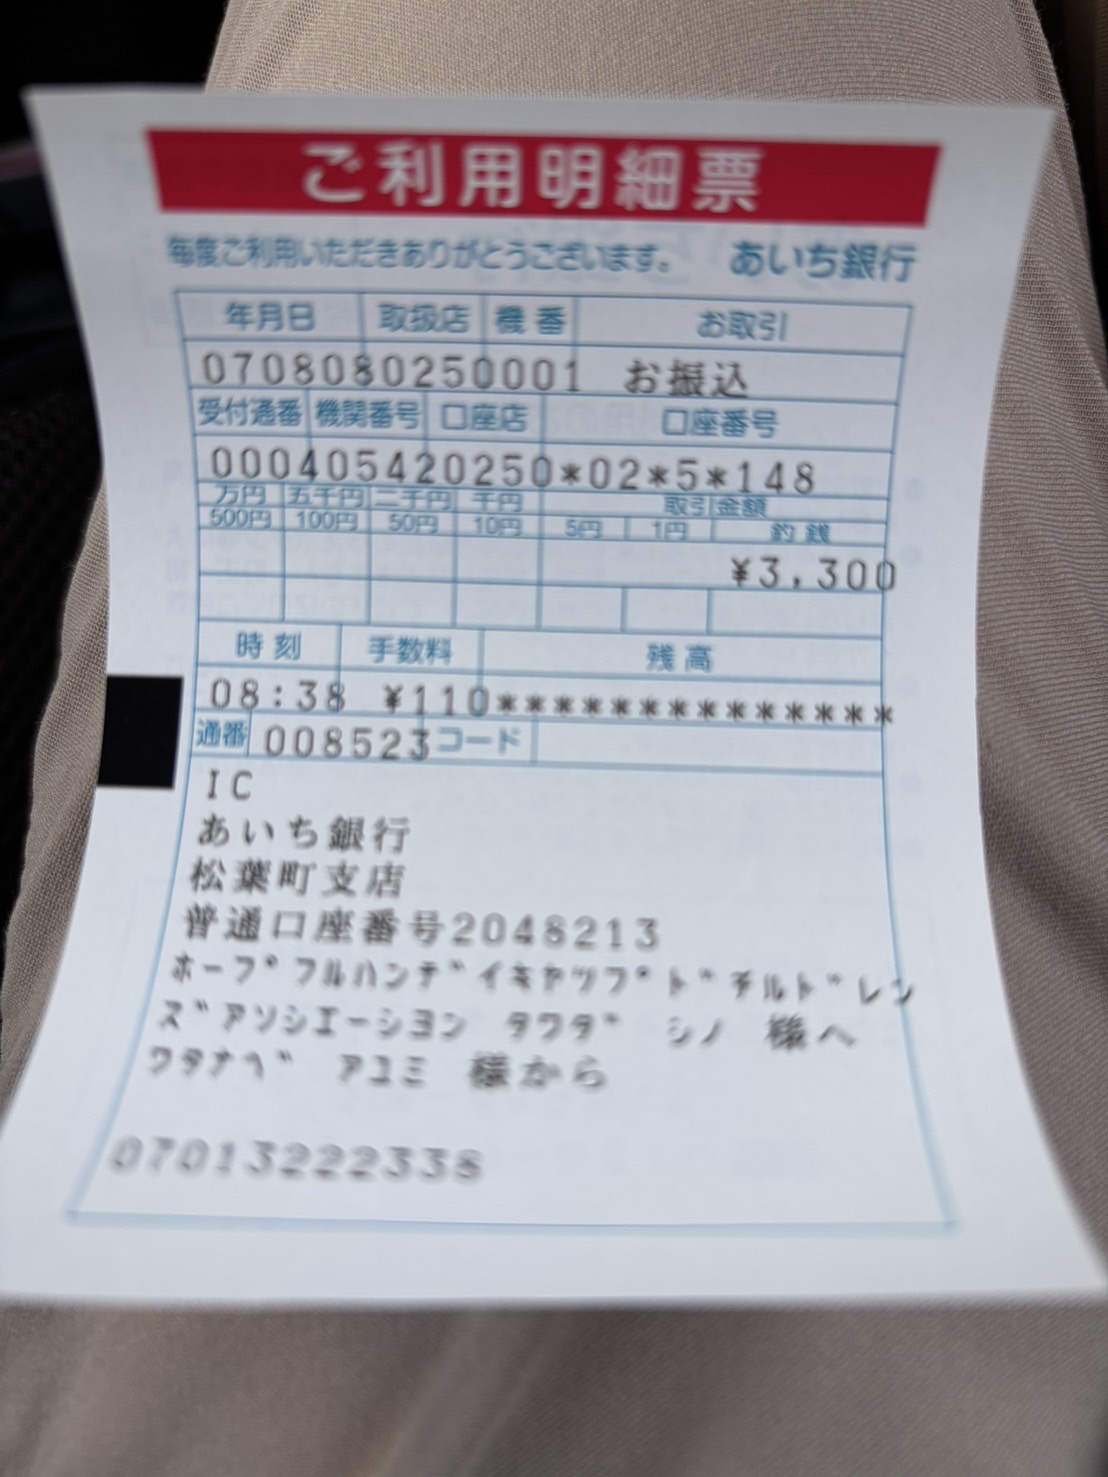 ご利用明細票
毎度ご利用いただきありがとうございます。 あいち銀行
年月日 取扱店 機番 お取引
0708080250001 お振込
受付通番 機関番号 口座店 口座番号
000405420250*02*5*148
万円 五千円 二千円 千円 取引金額
500円 100円 50円 10円 5円 1円 釣銭
¥3,300
時刻 手数料 残高
08:38 ¥110**************
通番 008523 コード
IC
あいち銀行
松葉町支店
普通口座番号2048213
ホープフルハンデイキヤツプドチルドレン
ズアソシエーシヨン タワダ シノ 様へ
ワタナベ アユミ 様から
07013222338